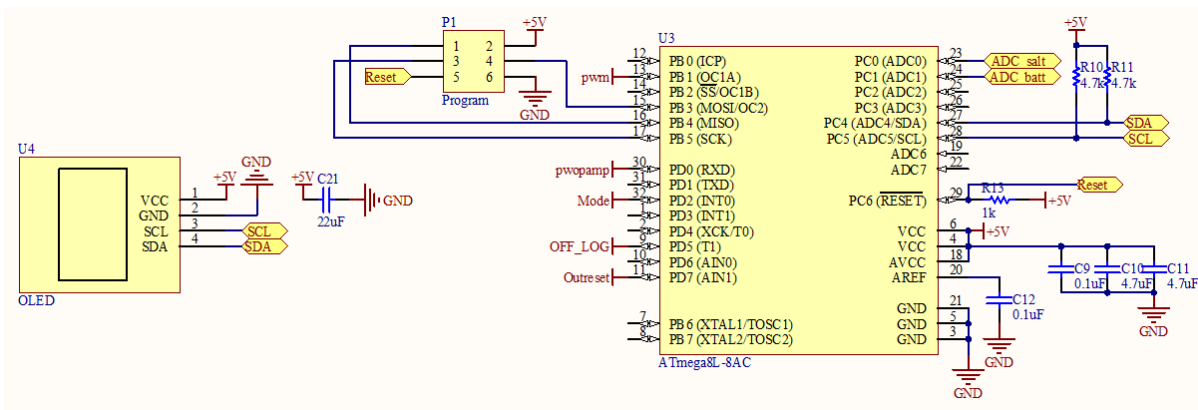 P1
+5V
1 2
3 4
Reset 5 6
Program
GND
U4
VCC 1
GND 2
SCL 3
SDA 4
+5V
GND
SCL
SDA
OLED
+5V
C21
22uF
GND
U3
12 PB0 (ICP)
pwm 13 PB1 (OC1A)
14 PB2 (SS/OC1B)
15 PB3 (MOSI/OC2)
16 PB4 (MISO)
17 PB5 (SCK)
pwopamp 30 PD0 (RXD)
31 PD1 (TXD)
Mode 32 PD2 (INT0)
1 PD3 (INT1)
2 PD4 (XCK/T0)
OFF_LOG 9 PD5 (T1)
10 PD6 (AIN0)
Outreset 11 PD7 (AIN1)
7 PB6 (XTAL1/TOSC1)
8 PB7 (XTAL2/TOSC2)
PC0 (ADC0) 23 ADC salt
PC1 (ADC1) 24 ADC batt
PC2 (ADC2) 25
PC3 (ADC3) 26
PC4 (ADC4/SDA) 27 SDA
PC5 (ADC5/SCL) 28 SCL
ADC6 19
ADC7 22
PC6 (RESET) 29
VCC 6
VCC 4
AVCC 18
AREF 20
GND 21
GND 5
GND 3
ATmega8L-8AC
+5V
R10
4.7k
R11
4.7k
Reset
R13
1k
+5V
+5V
C9
0.1uF
C10
4.7uF
C11
4.7uF
GND
C12
0.1uF
GND
GND